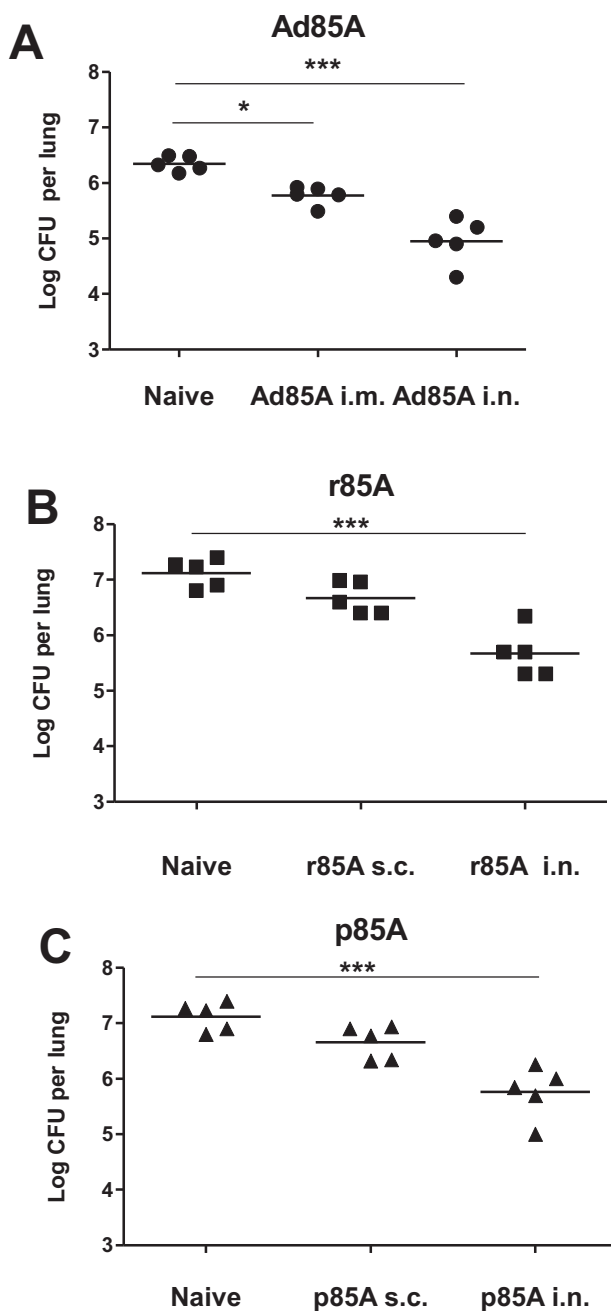 A
Ad85A
***
*
Log CFU per lung
8
7
6
5
4
3
Naive Ad85A i.m. Ad85A i.n.
B
r85A
***
Log CFU per lung
8
7
6
5
4
3
Naive r85A s.c. r85A i.n.
C
p85A
***
Log CFU per lung
8
7
6
5
4
3
Naive p85A s.c. p85A i.n.